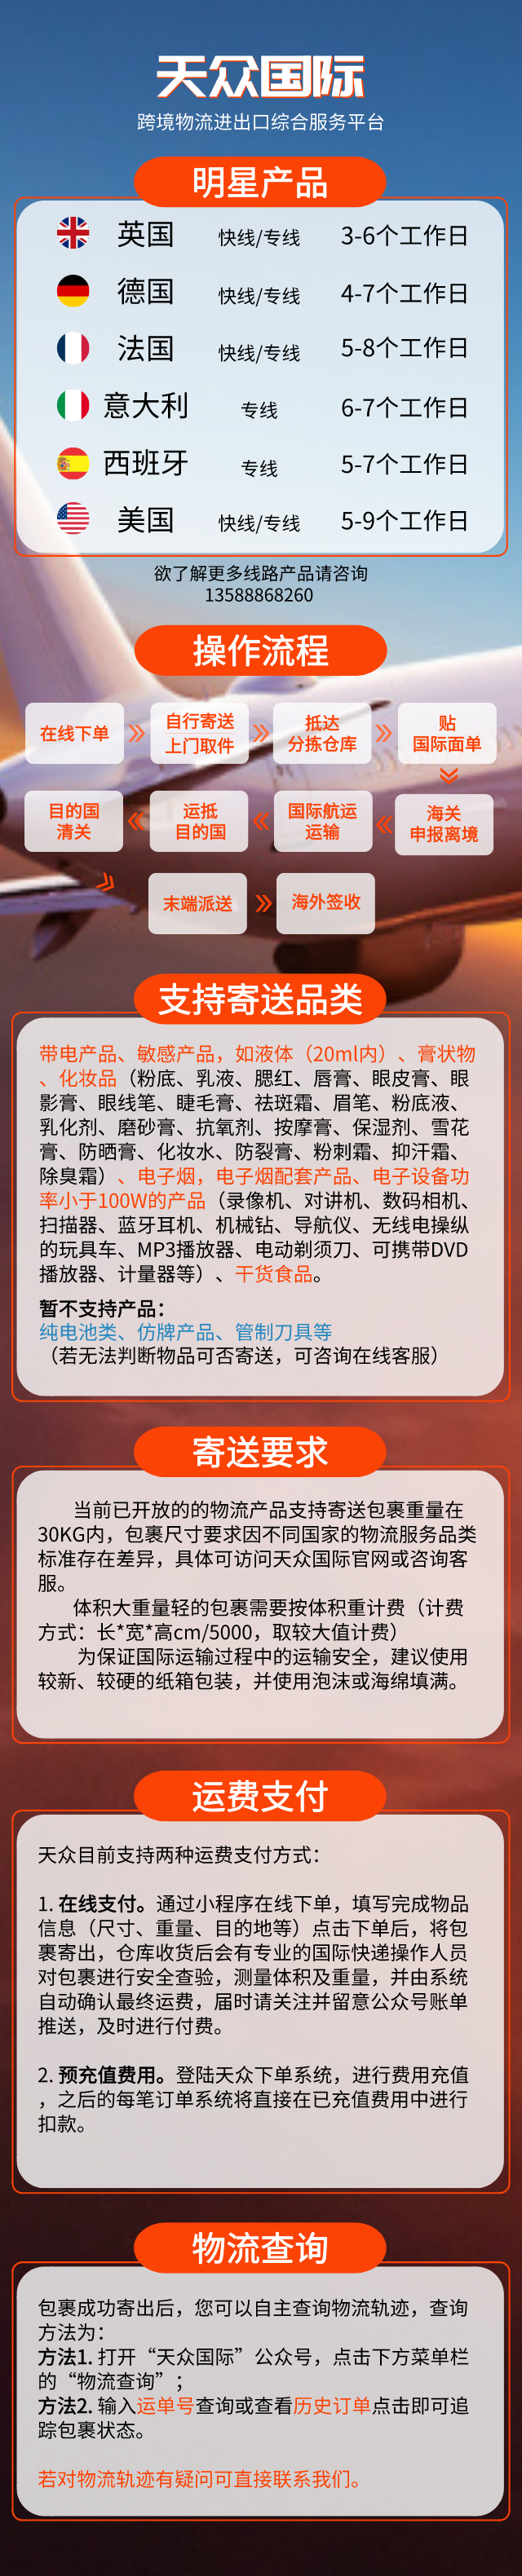 天众国际
跨境物流进出口综合服务平台
明星产品
英国 快线/专线 3-6个工作日
德国 快线/专线 4-7个工作日
法国 快线/专线 5-8个工作日
意大利 专线 6-7个工作日
西班牙 专线 5-7个工作日
美国 快线/专线 5-9个工作日
欲了解更多线路产品请咨询
13588868260
操作流程
在线下单
自行寄送
上门取件
抵达
分拣仓库
贴
国际面单
海关
申报离境
国际航运
运输
运抵
目的国
目的国
清关
末端派送
海外签收
支持寄送品类
带电产品、敏感产品，如液体（20ml内）、膏状物
、化妆品（粉底、乳液、腮红、唇膏、眼皮膏、眼
影膏、眼线笔、睫毛膏、祛斑霜、眉笔、粉底液、
乳化剂、磨砂膏、抗氧剂、按摩膏、保湿剂、雪花
膏、防晒膏、化妆水、防裂膏、粉刺霜、抑汗霜、
除臭霜）、电子烟，电子烟配套产品、电子设备功
率小于100W的产品（录像机、对讲机、数码相机、
扫描器、蓝牙耳机、机械钻、导航仪、无线电操纵
的玩具车、MP3播放器、电动剃须刀、可携带DVD
播放器、计量器等）、干货食品。
暂不支持产品：
纯电池类、仿牌产品、管制刀具等
（若无法判断物品可否寄送，可咨询在线客服）
寄送要求
当前已开放的的物流产品支持寄送包裹重量在
30KG内，包裹尺寸要求因不同国家的物流服务品类
标准存在差异，具体可访问天众国际官网或咨询客
服。
体积大重量轻的包裹需要按体积重计费（计费
方式：长*宽*高cm/5000，取较大值计费）
为保证国际运输过程中的运输安全，建议使用
较新、较硬的纸箱包装，并使用泡沫或海绵填满。
运费支付
天众目前支持两种运费支付方式：
1. 在线支付。通过小程序在线下单，填写完成物品
信息（尺寸、重量、目的地等）点击下单后，将包
裹寄出，仓库收货后会有专业的国际快递操作人员
对包裹进行安全查验，测量体积及重量，并由系统
自动确认最终运费，届时请关注并留意公众号账单
推送，及时进行付费。
2. 预充值费用。登陆天众下单系统，进行费用充值
，之后的每笔订单系统将直接在已充值费用中进行
扣款。
物流查询
包裹成功寄出后，您可以自主查询物流轨迹，查询
方法为：
方法1. 打开“天众国际”公众号，点击下方菜单栏
的“物流查询”；
方法2. 输入运单号查询或查看历史订单点击即可追
踪包裹状态。
若对物流轨迹有疑问可直接联系我们。